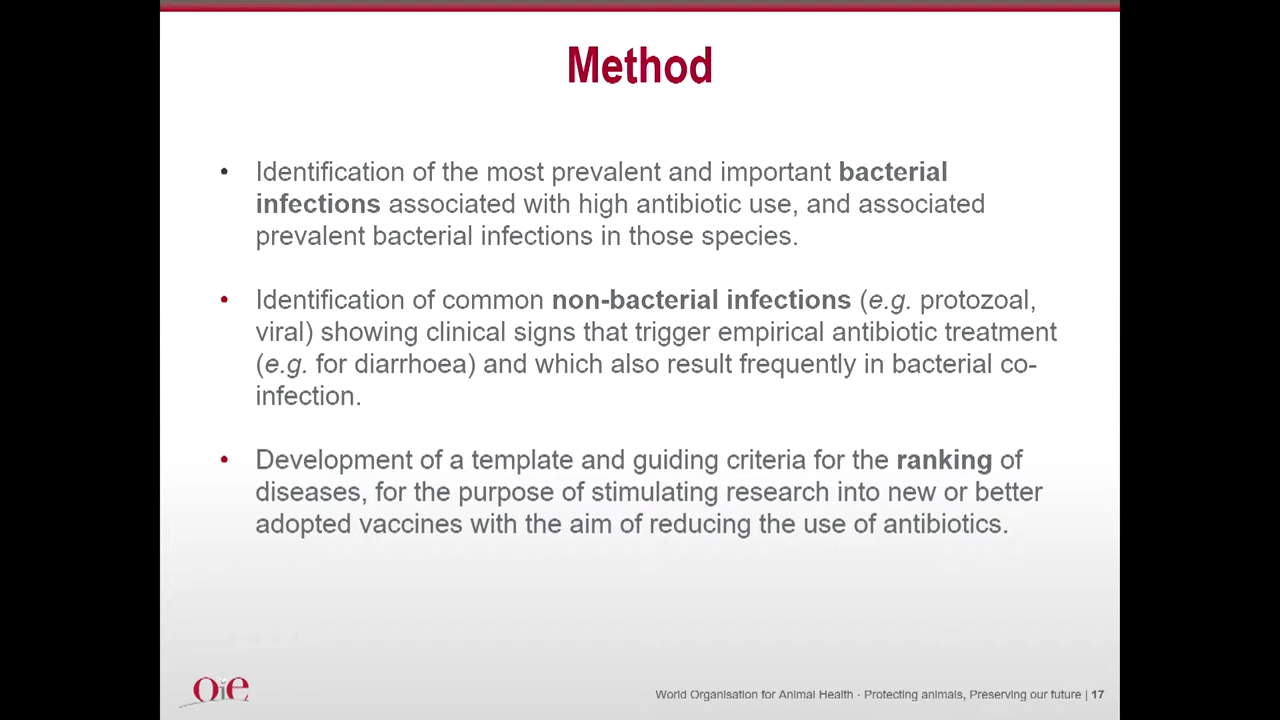 Method
• Identification of the most prevalent and important bacterial
infections associated with high antibiotic use, and associated
prevalent bacterial infections in those species.
• Identification of common non-bacterial infections (e.g. protozoal,
viral) showing clinical signs that trigger empirical antibiotic treatment
(e.g. for diarrhoea) and which also result frequently in bacterial co-
infection.
• Development of a template and guiding criteria for the ranking of
diseases, for the purpose of stimulating research into new or better
adopted vaccines with the aim of reducing the use of antibiotics.
OiE
World Organisation for Animal Health · Protecting animals, Preserving our future | 17